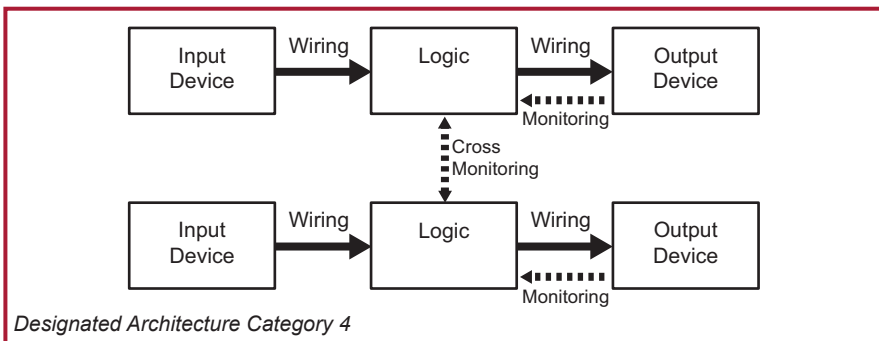 Input
Device
Wiring
Logic
Wiring
Output
Device
Monitoring
Cross
Monitoring
Input
Device
Wiring
Logic
Wiring
Output
Device
Monitoring
Designated Architecture Category 4